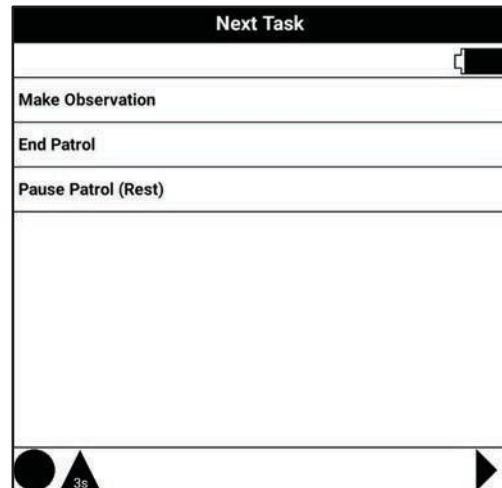 Next Task
Make Observation
End Patrol
Pause Patrol (Rest)
3s